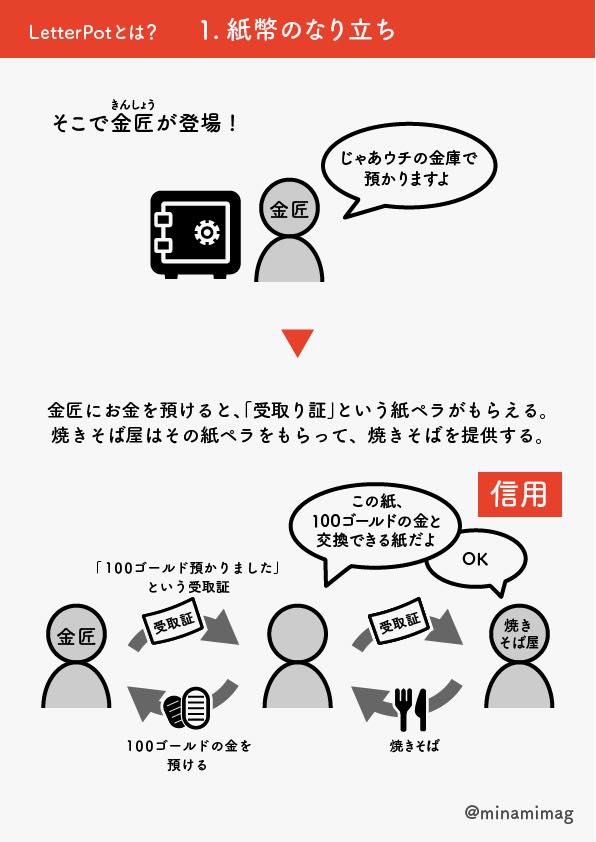 LetterPotとは？ 1. 紙幣のなり立ち
きんしょう
そこで金匠が登場！
じゃあウチの金庫で
預かりますよ
金匠
金匠にお金を預けると、「受取り証」という紙ペラがもらえる。
焼きそば屋はその紙ペラをもらって、焼きそばを提供する。
信用
この紙、
100ゴールドの金と
交換できる紙だよ
OK
「100ゴールド預かりました」
という受取証
金匠
受取証
受取証
焼き
そば屋
100ゴールドの金を
預ける
焼きそば
@minamimag